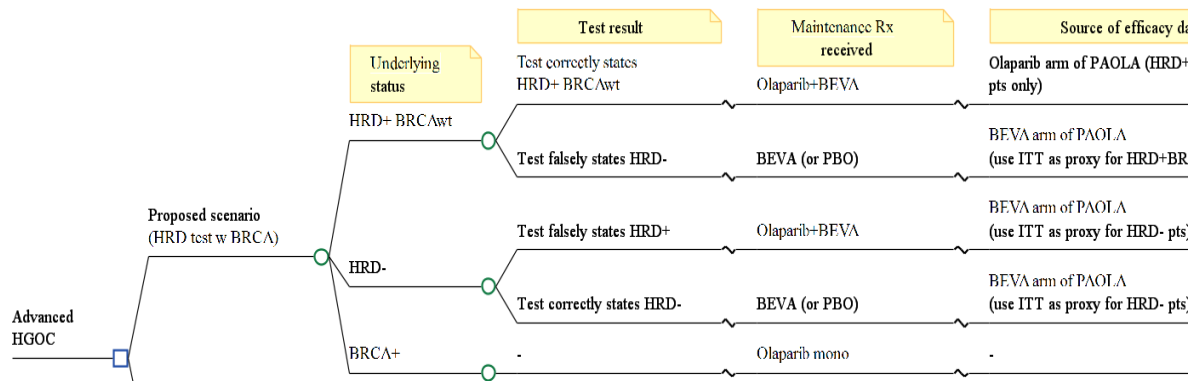 Test result
Maintenance Rx
received
Source of efficacy da
Underlying
status
Test correctly states
HRD+ BRCAwt
Olaparib+BEVA
Olaparib arm of PAOLA (HRD+
pts only)
HRD+ BRCAwt
Test falsely states HRD-
BEVA (or PBO)
BEVA arm of PAOLA
(use ITT as proxy for HRD+BR
Proposed scenario
(HRD test w BRCA)
Test falsely states HRD+
Olaparib+BEVA
BEVA arm of PAOLA
(use ITT as proxy for HRD- pts)
HRD-
Test correctly states HRD-
BEVA (or PBO)
BEVA arm of PAOLA
(use ITT as proxy for HRD- pts)
Advanced
HGOC
BRCA+
-
Olaparib mono
-